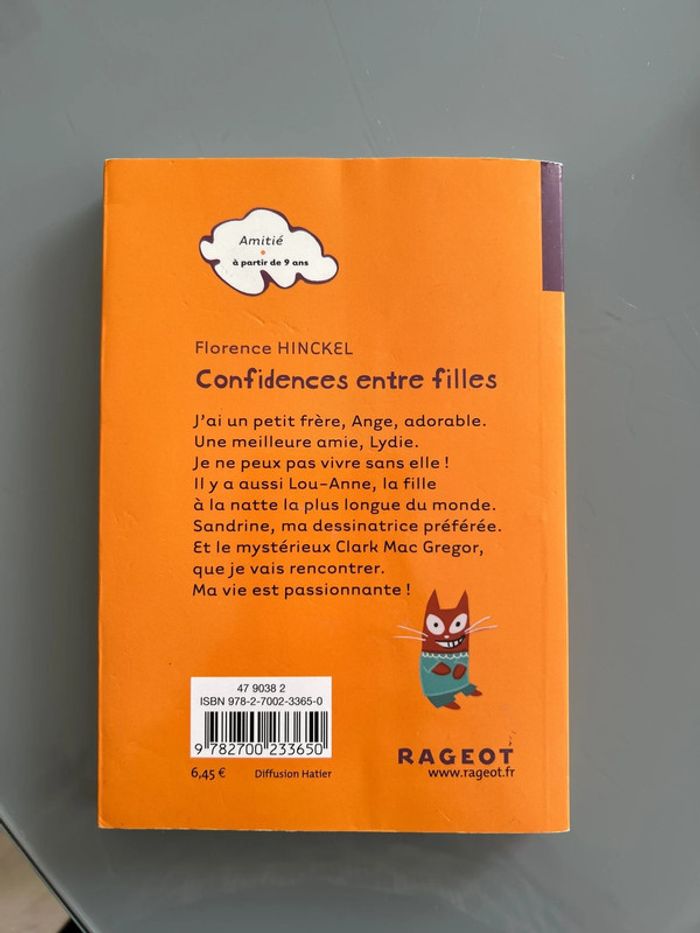 Amitié
à partir de 9 ans
Florence HINCKEL
Confidences entre filles
J'ai un petit frère, Ange, adorable.
Une meilleure amie, Lydie.
Je ne peux pas vivre sans elle !
Il y a aussi Lou-Anne, la fille
à la natte la plus longue du monde.
Sandrine, ma dessinatrice préférée.
Et le mystérieux Clark Mac Gregor,
que je vais rencontrer.
Ma vie est passionnante !
47 9038 2
ISBN 978-2-7002-3365-0
9 782700 233650
6,45 € Diffusion Hatier
RAGEOT
www.rageot.fr